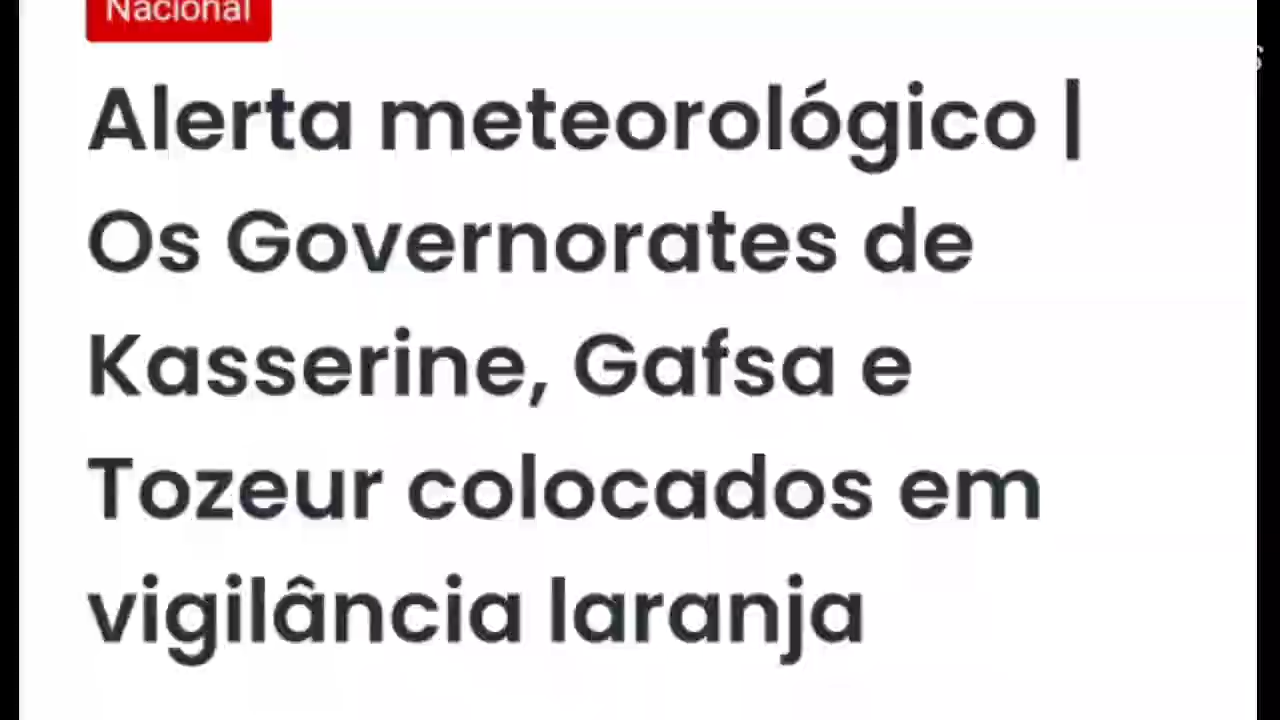 Nacional
Alerta meteorológico |
Os Governorates de
Kasserine, Gafsa e
Tozeur colocados em
vigilância laranja